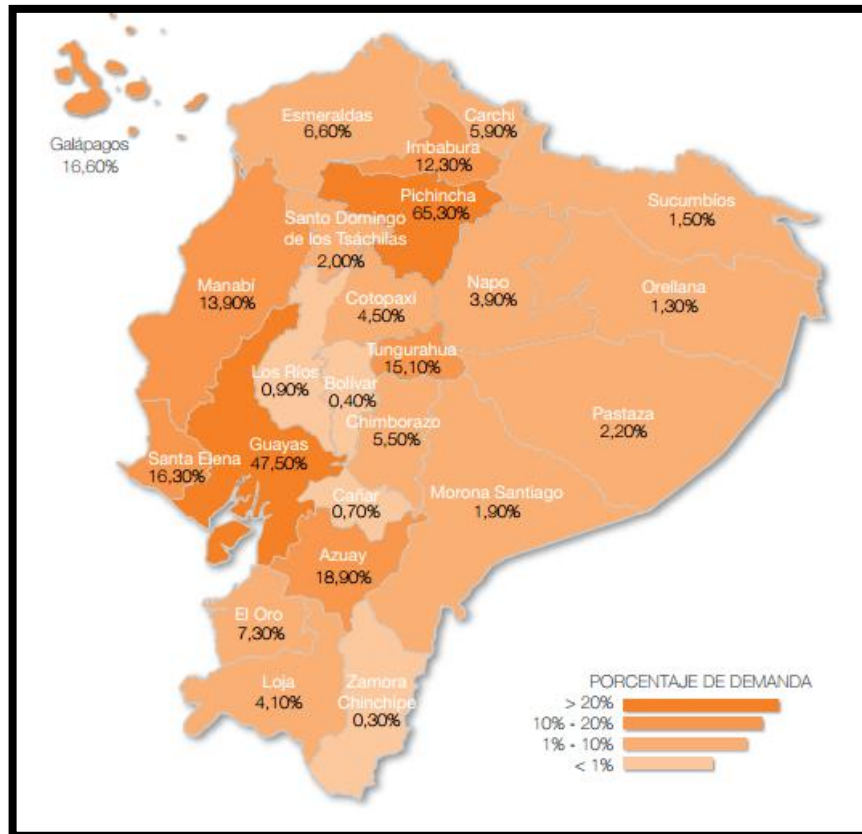 Galápagos
16,60%
Esmeraldas
6,60%
Carchi
5,90%
Imbabura
12,30%
Pichincha
65,30%
Santo Domingo
de los Tsáchilas
2,00%
Sucumbíos
1,50%
Manabí
13,90%
Cotopaxi
4,50%
Napo
3,90%
Orellana
1,30%
Tungurahua
15,10%
Los Ríos
0,90%
Bolívar
0,40%
Chimborazo
5,50%
Pastaza
2,20%
Santa Elena
16,30%
Guayas
47,50%
Cañar
0,70%
Morona Santiago
1,90%
Azuay
18,90%
El Oro
7,30%
Loja
4,10%
Zamora
Chinchipe
0,30%
PORCENTAJE DE DEMANDA
> 20%
10% - 20%
1% - 10%
< 1%